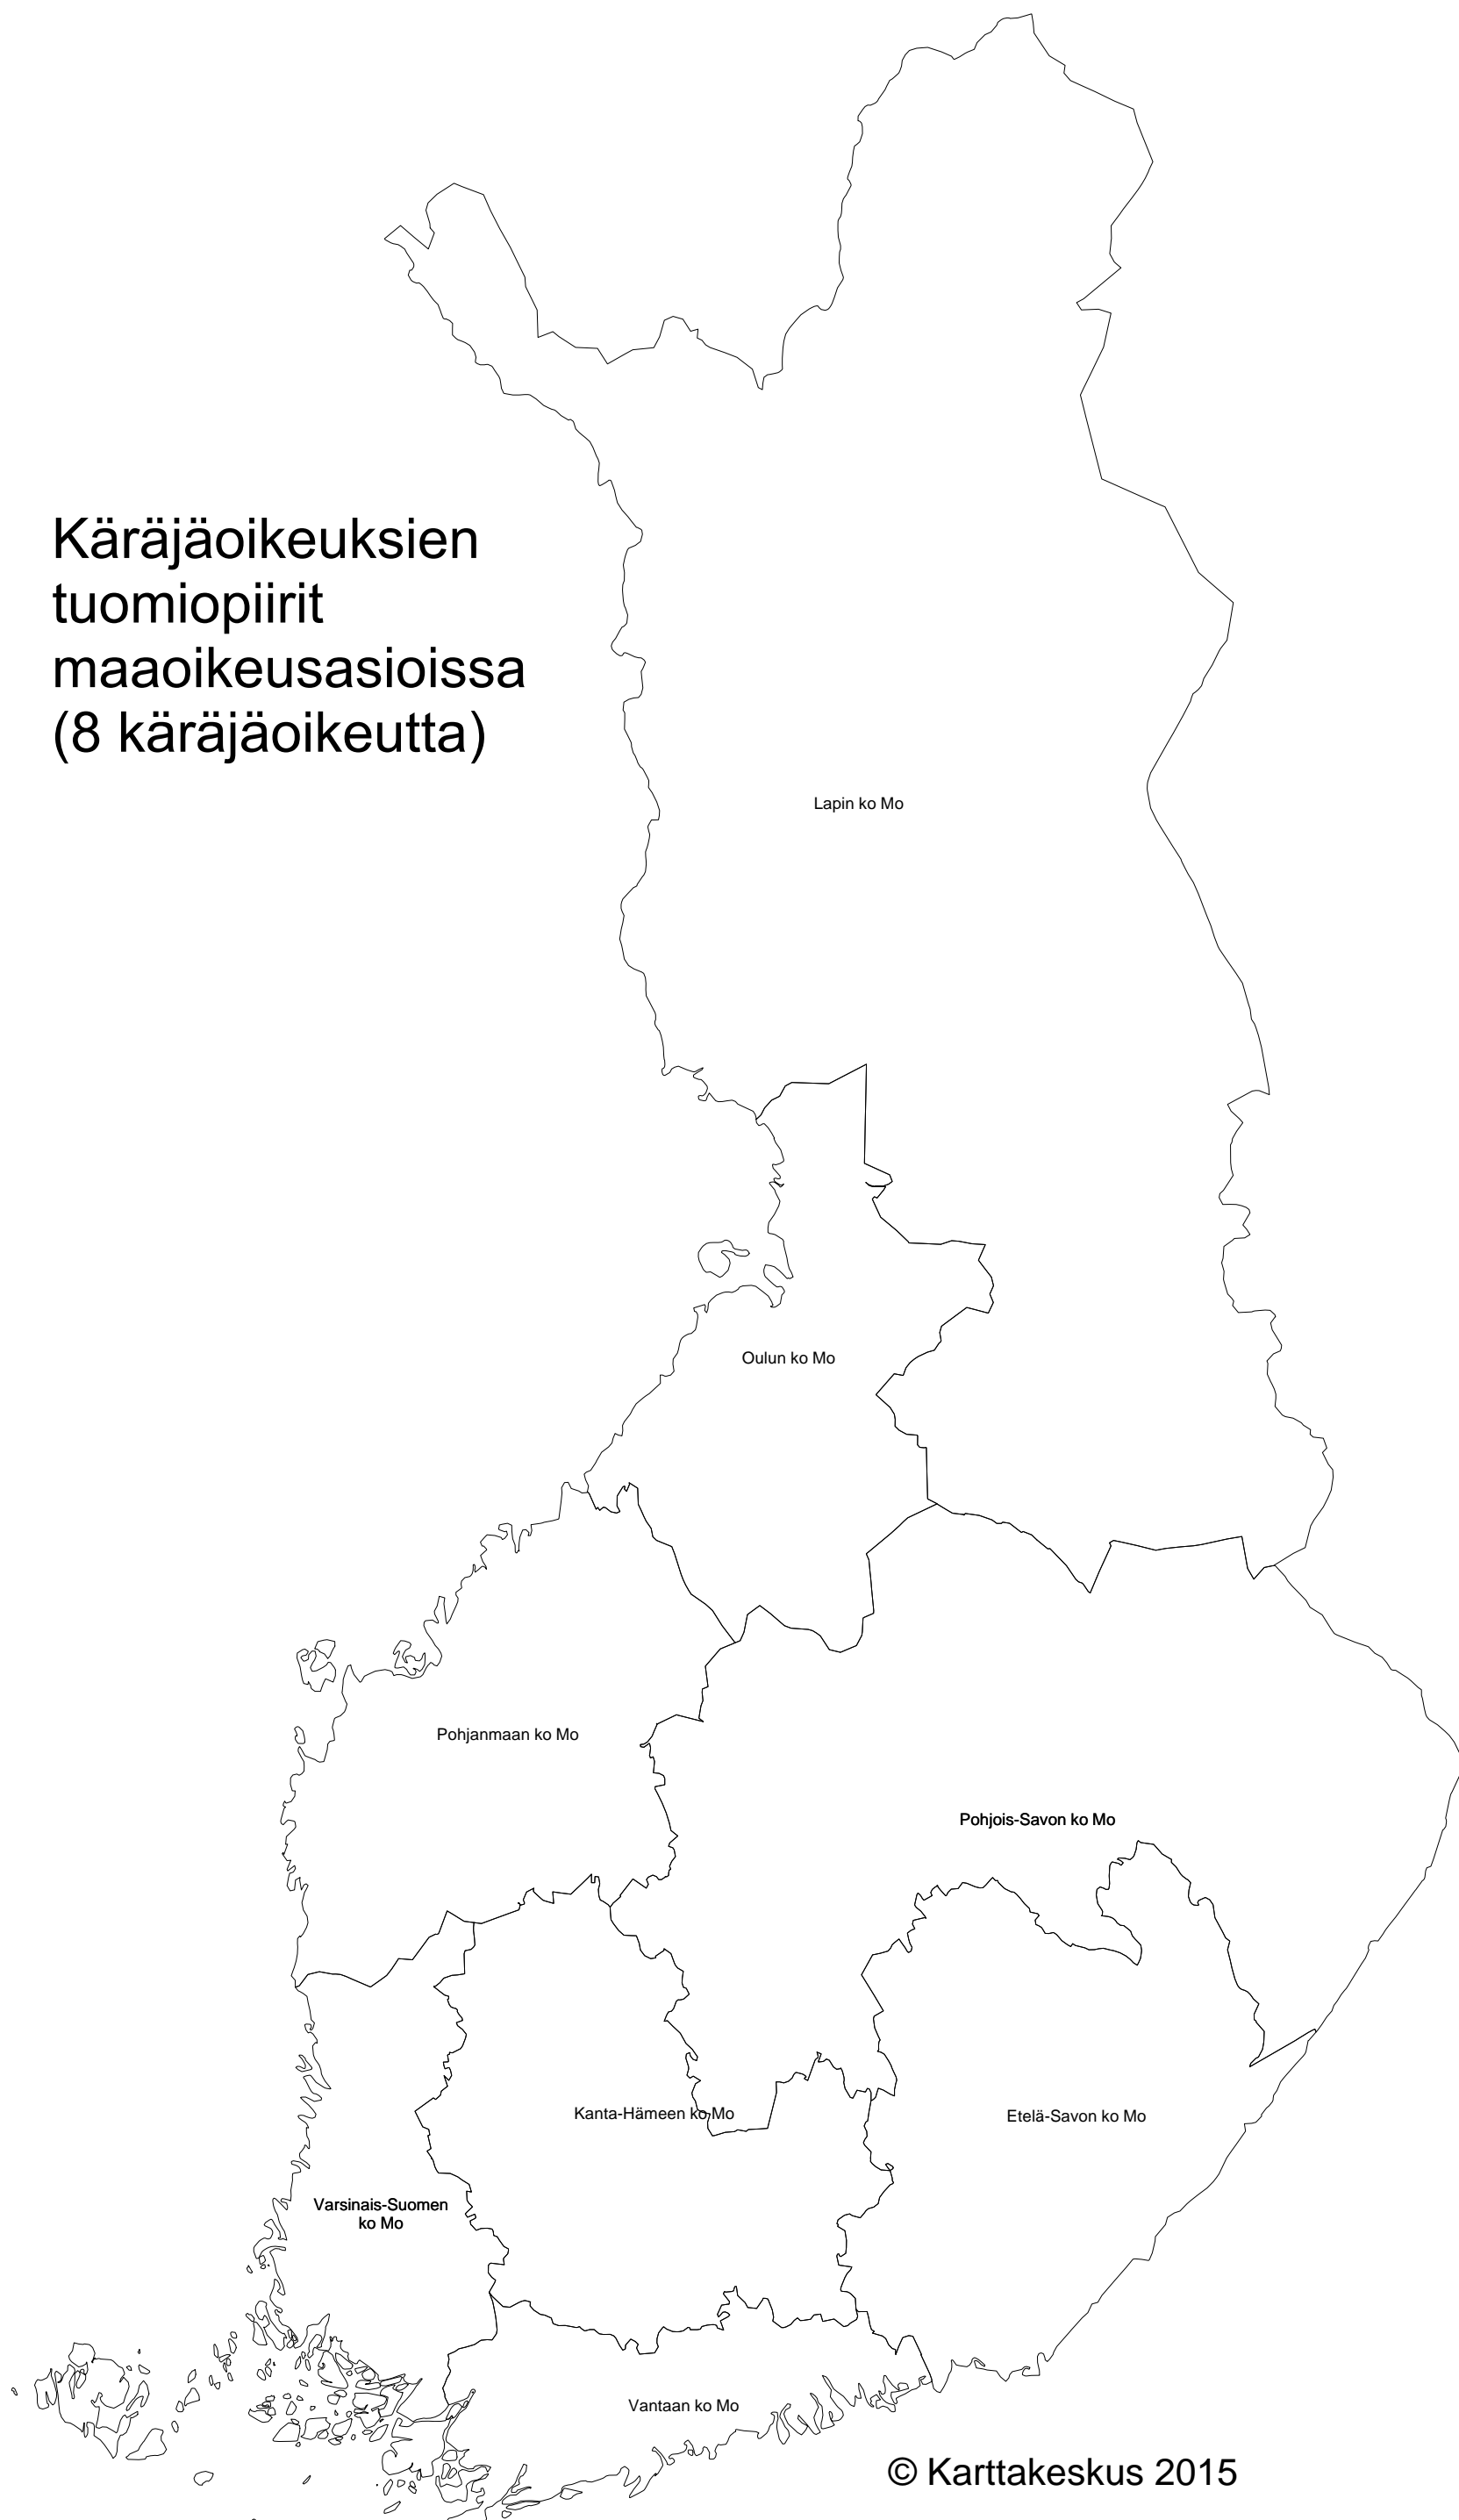 Käräjäoikeuksien
tuomiopiirit
maaoikeusasioissa
(8 käräjäoikeutta)
Lapin ko Mo
Oulun ko Mo
Pohjanmaan ko Mo
Pohjois-Savon ko Mo
Kanta-Hämeen ko Mo
Etelä-Savon ko Mo
Varsinais-Suomen
ko Mo
Vantaan ko Mo
© Karttakeskus 2015